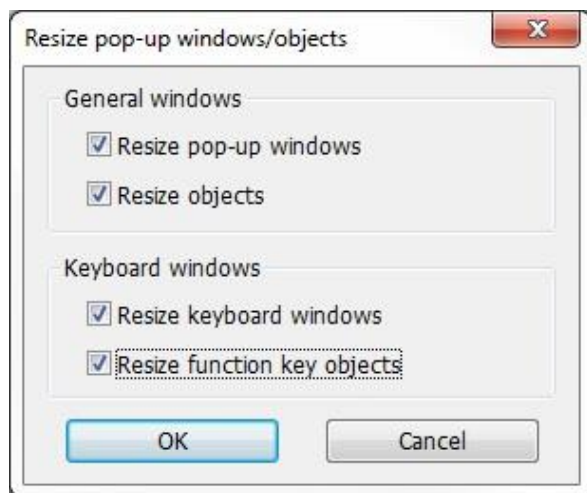 Resize pop-up windows/objects
General windows
Resize pop-up windows
Resize objects
Keyboard windows
Resize keyboard windows
Resize function key objects
OK Cancel